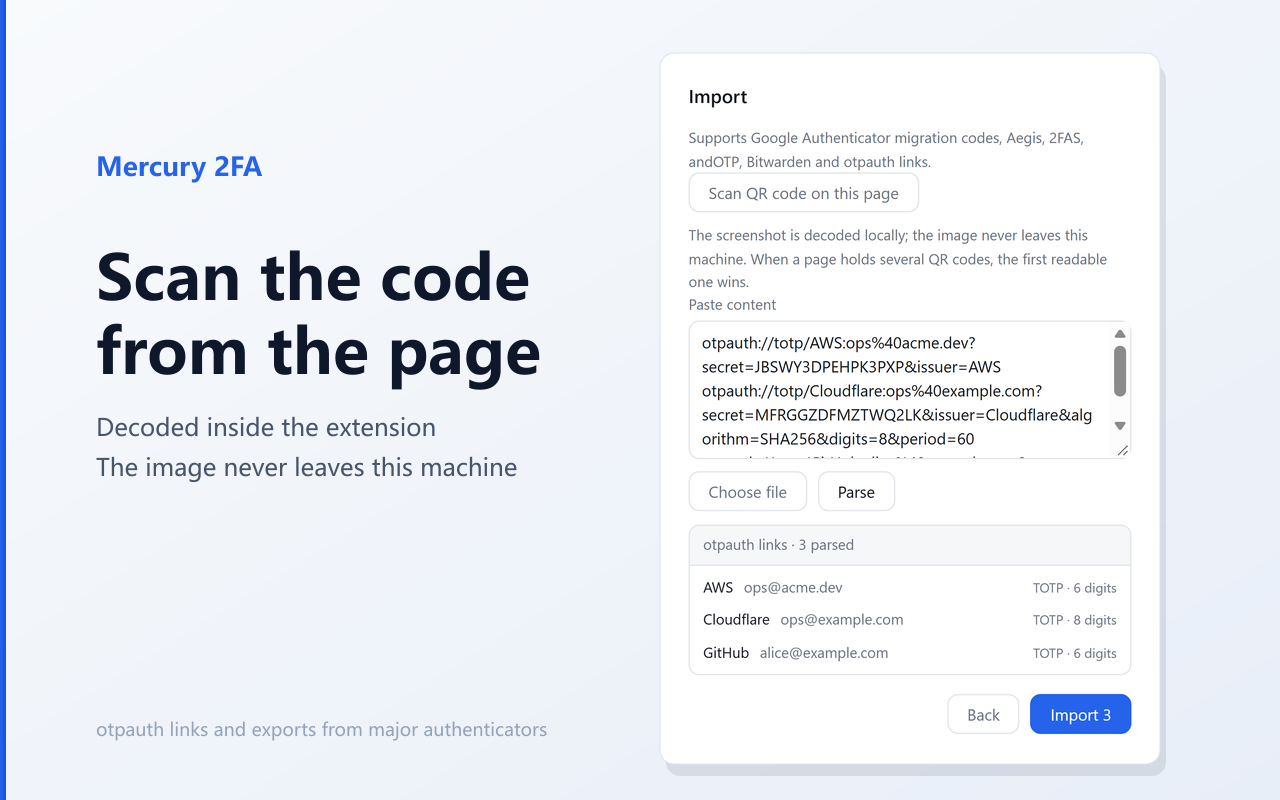 Mercury 2FA
Scan the code
from the page
Decoded inside the extension
The image never leaves this machine
otpauth links and exports from major authenticators
Import
Supports Google Authenticator migration codes, Aegis, 2FAS,
andOTP, Bitwarden and otpauth links.
Scan QR code on this page
The screenshot is decoded locally; the image never leaves this
machine. When a page holds several QR codes, the first readable
one wins.
Paste content
otpauth://totp/AWS:ops%40acme.dev?
secret=JBSWY3DPEHPK3PXP&issuer=AWS
otpauth://totp/Cloudflare:ops%40example.com?
secret=MFRGGZDFMZTWQ2LK&issuer=Cloudflare&alg
orithm=SHA256&digits=8&period=60
Choose file
Parse
otpauth links · 3 parsed
AWS ops@acme.dev TOTP · 6 digits
Cloudflare ops@example.com TOTP · 8 digits
GitHub alice@example.com TOTP · 6 digits
Back
Import 3